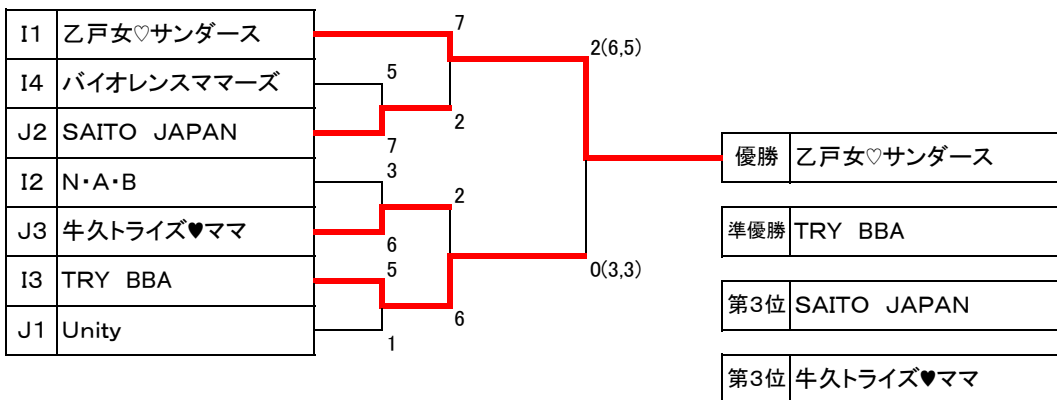 I1 乙戸女♡サンダース
I4 バイオレンスママーズ
J2 SAITO JAPAN
I2 N・A・B
J3 牛久トライズ♥ママ
I3 TRY BBA
J1 Unity
5
7
3
6
5
1
7
2
2
6
2(6,5)
0(3,3)
優勝 乙戸女♡サンダース
準優勝 TRY BBA
第3位 SAITO JAPAN
第3位 牛久トライズ♥ママ